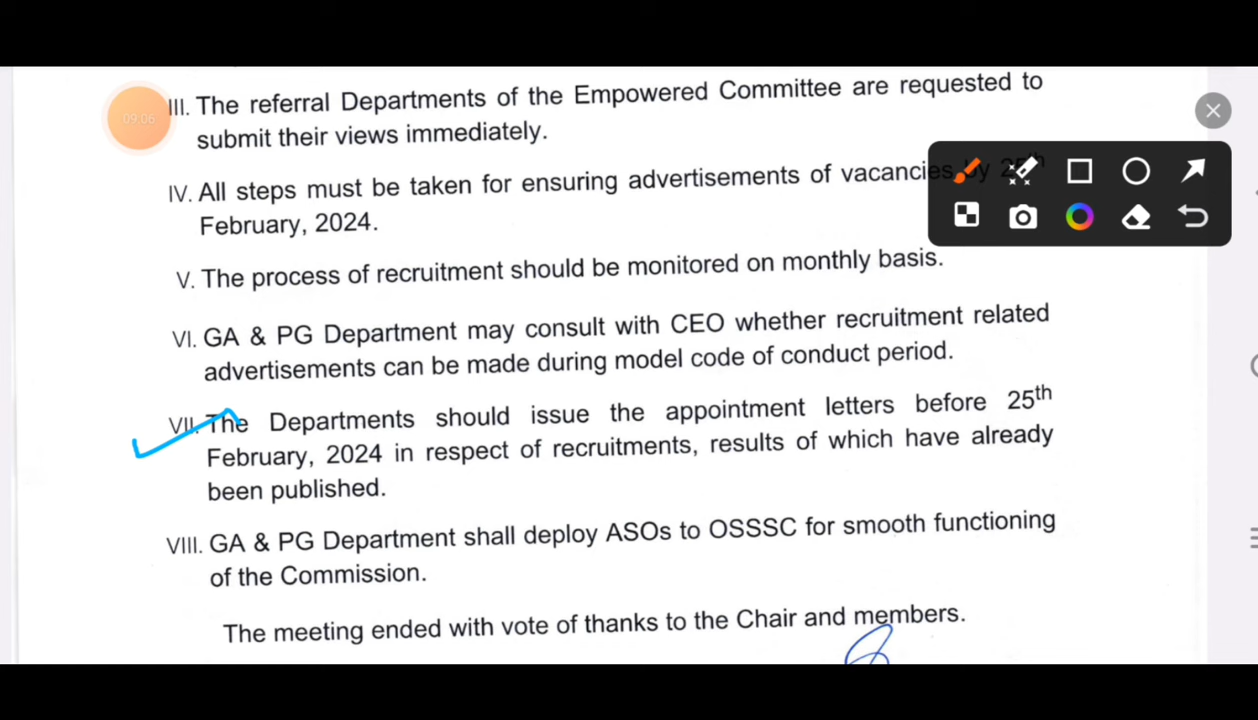 09:06
III. The referral Departments of the Empowered Committee are requested to
submit their views immediately.
IV. All steps must be taken for ensuring advertisements of vacancies by 25th
February, 2024.
V. The process of recruitment should be monitored on monthly basis.
VI. GA & PG Department may consult with CEO whether recruitment related
advertisements can be made during model code of conduct period.
VII. The Departments should issue the appointment letters before 25th
February, 2024 in respect of recruitments, results of which have already
been published.
VIII. GA & PG Department shall deploy ASOs to OSSSC for smooth functioning
of the Commission.
The meeting ended with vote of thanks to the Chair and members.